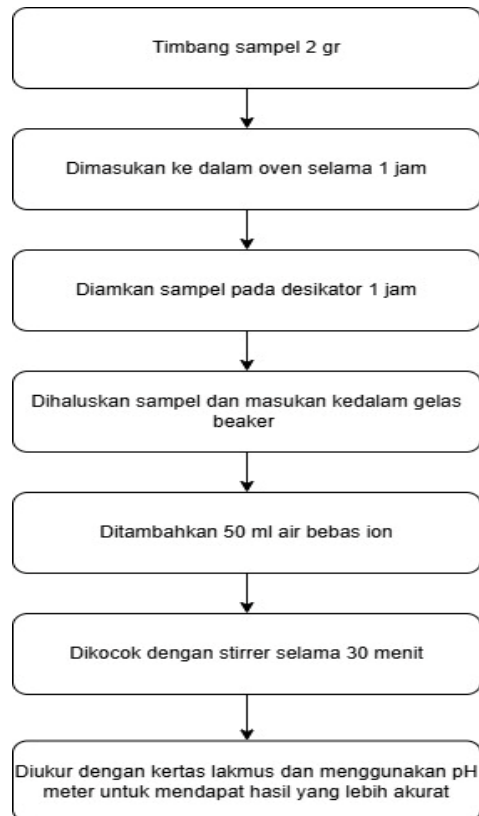 Timbang sampel 2 gr
Dimasukan ke dalam oven selama 1 jam
Diamkan sampel pada desikator 1 jam
Dihaluskan sampel dan masukan kedalam gelas
beaker
Ditambahkan 50 ml air bebas ion
Dikocok dengan stirrer selama 30 menit
Diukur dengan kertas lakmus dan menggunakan pH
meter untuk mendapat hasil yang lebih akurat